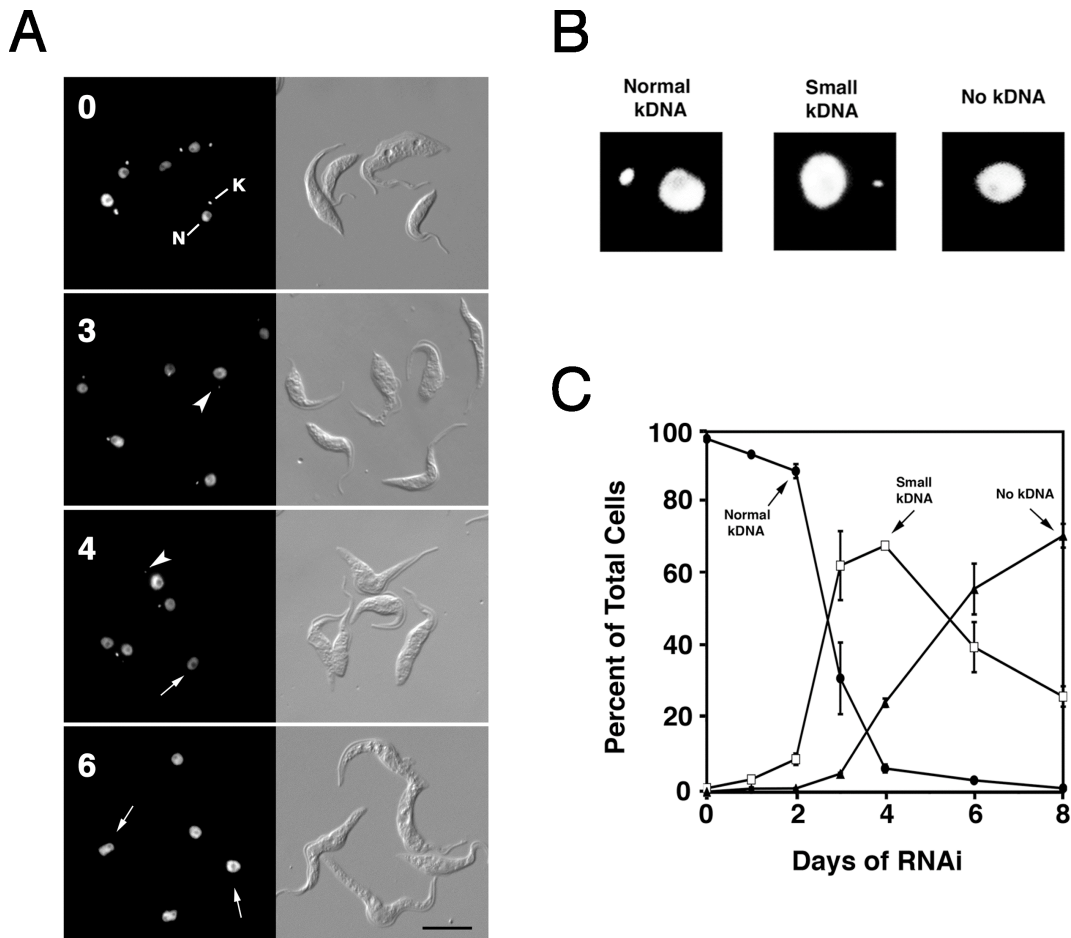 A
0
K
N
3
4
6
B
Normal
kDNA
Small
kDNA
No kDNA
C
Percent of Total Cells
100
80
60
40
20
0
Normal
kDNA
Small
kDNA
No kDNA
0 2 4 6 8
Days of RNAi